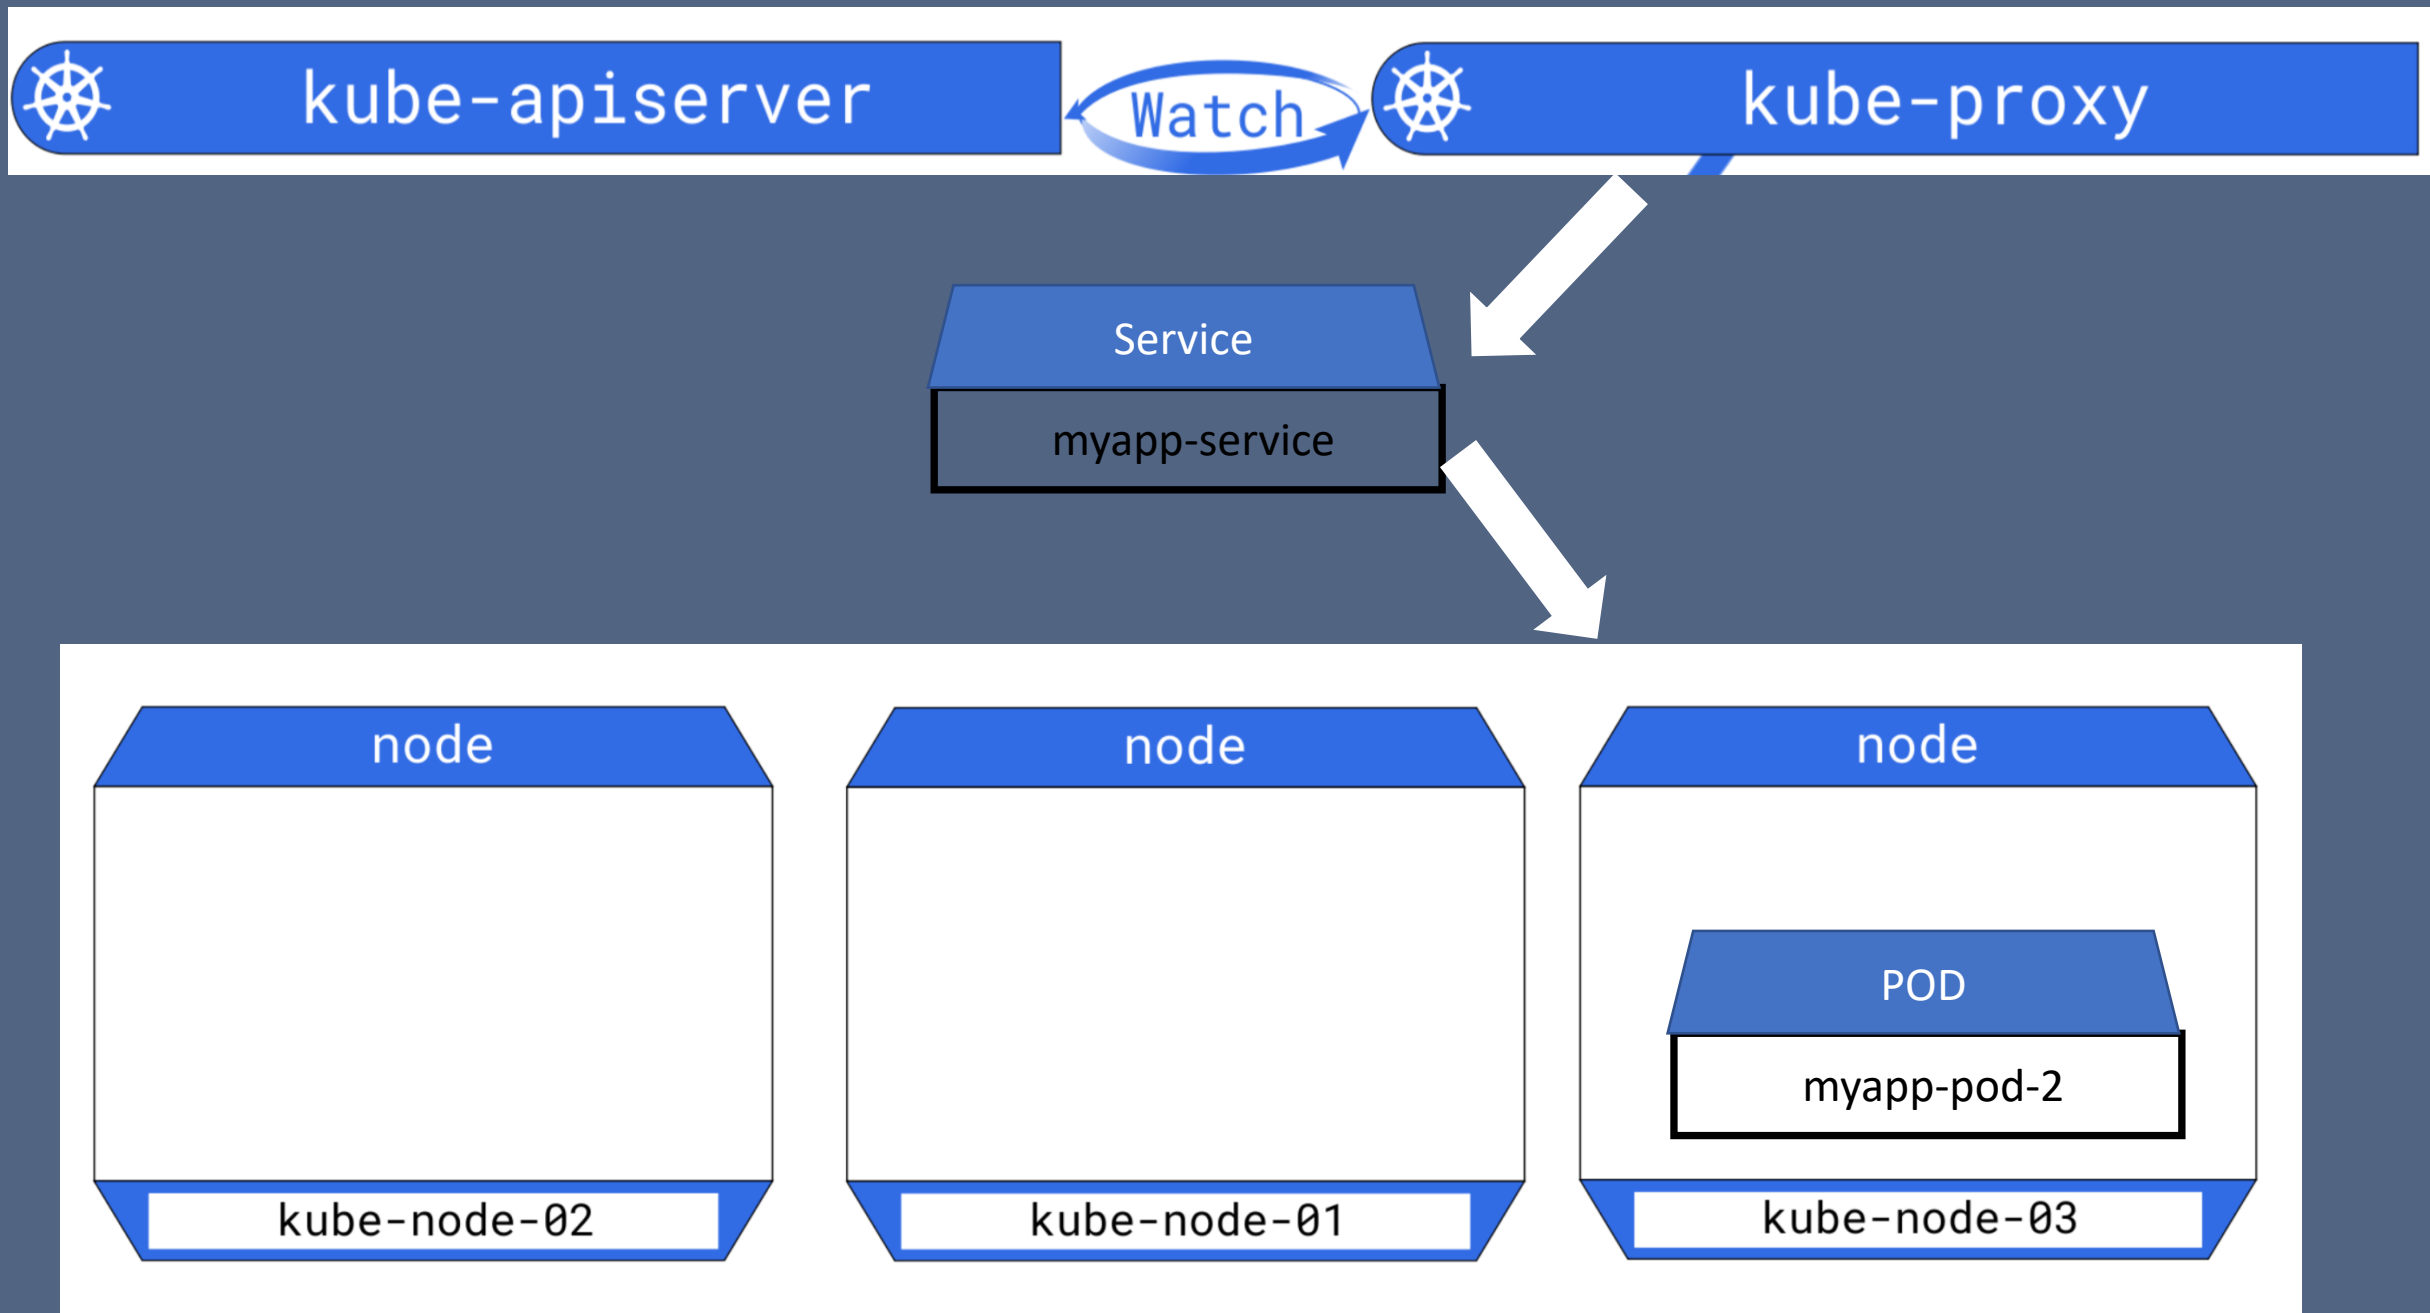 kube-apiserver
Watch
kube-proxy
Service
myapp-service
node
node
node
POD
myapp-pod-2
kube-node-02
kube-node-01
kube-node-03